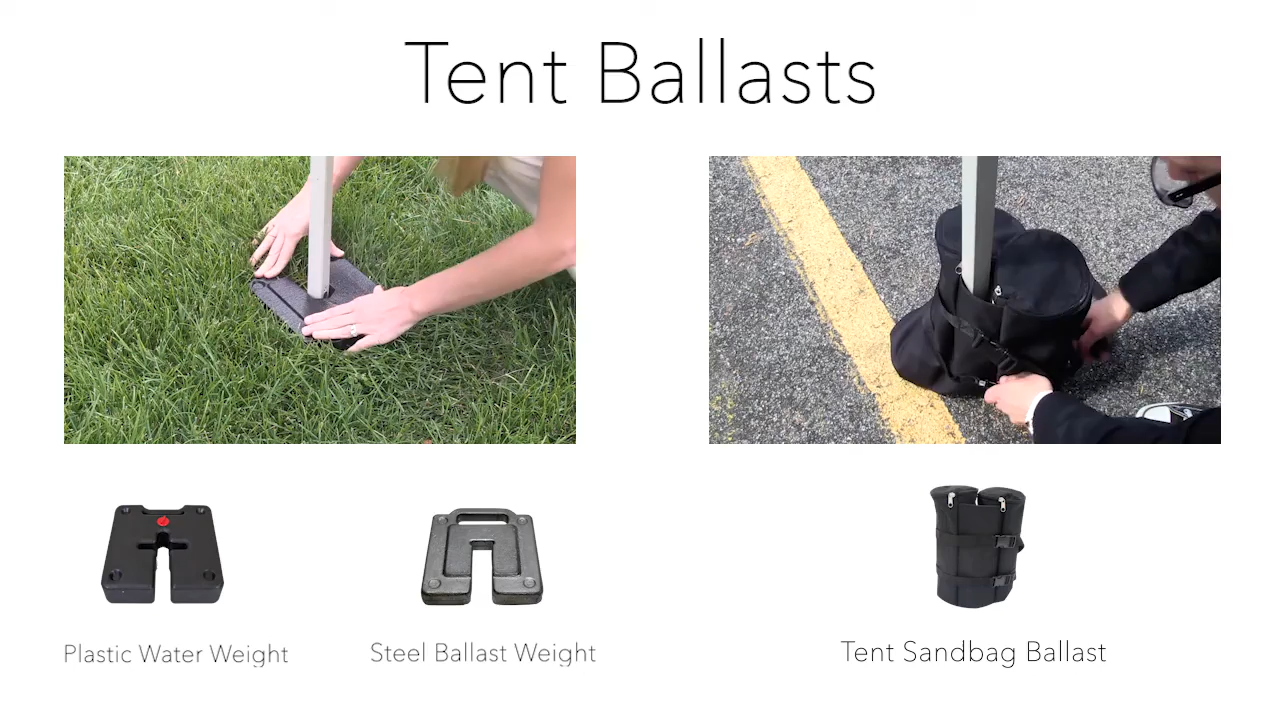 Tent Ballasts
Plastic Water Weight
Steel Ballast Weight
Tent Sandbag Ballast